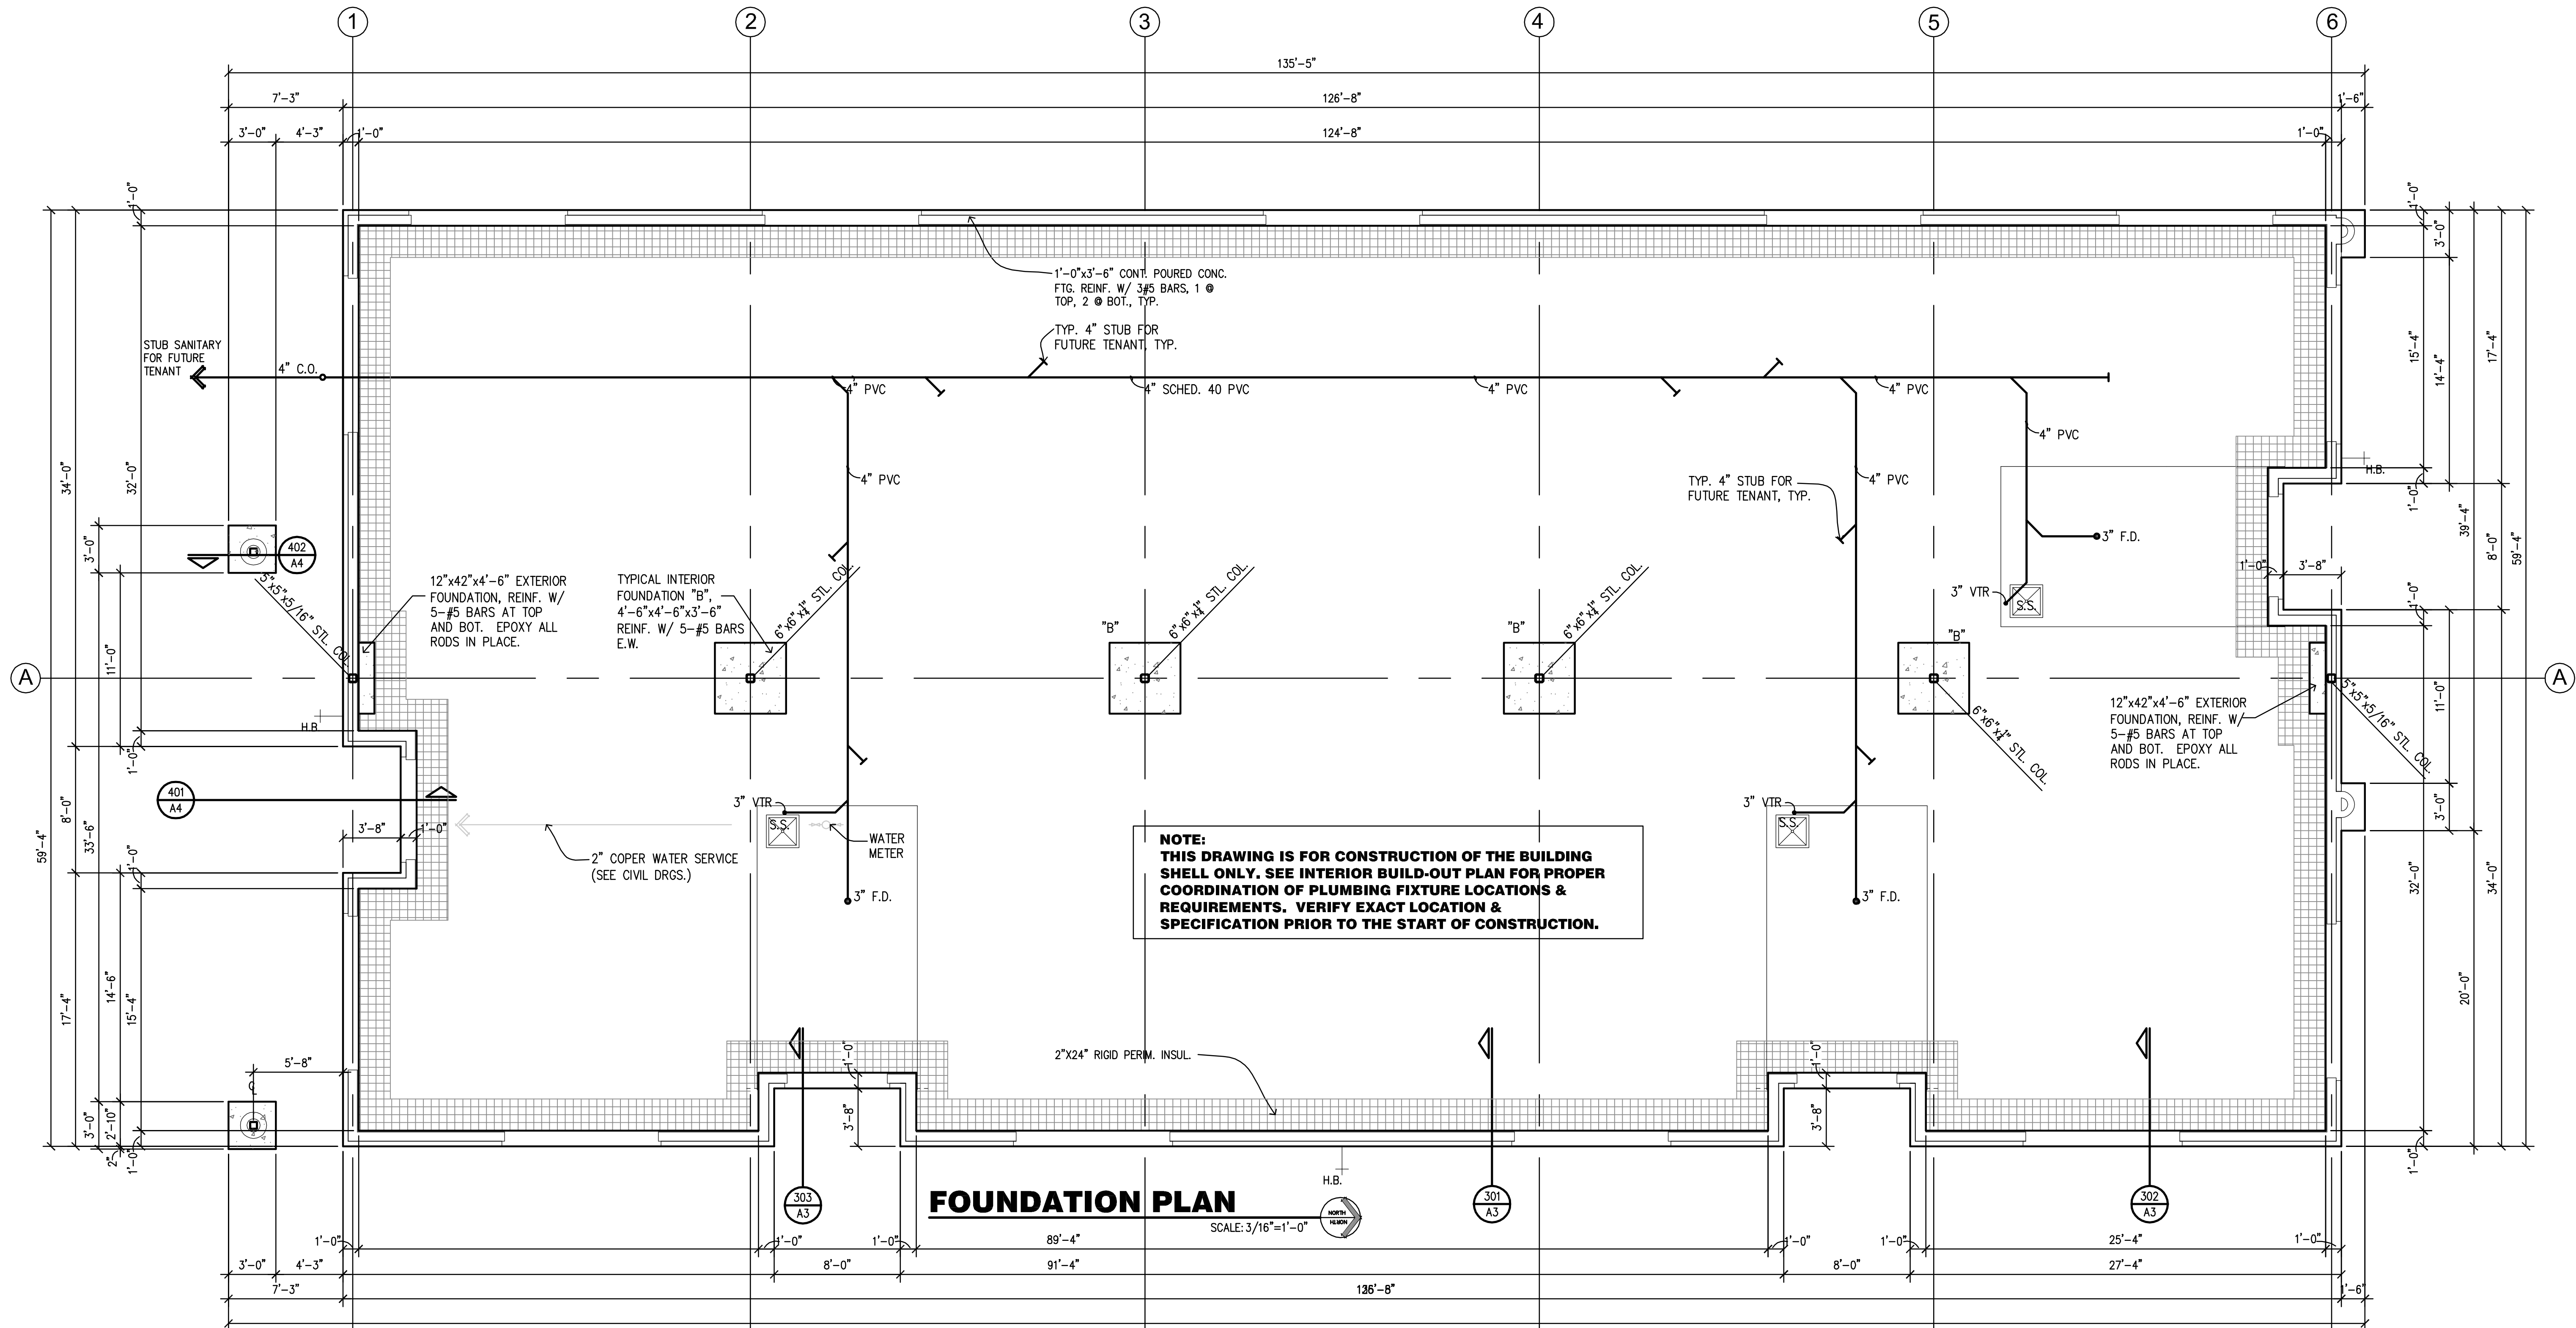 1
2
3
4
5
6
135'-5"
7'-3"
126'-8"
1'-6"
3'-0"
4'-3"
1'-0"
124'-8"
1'-0"
1'-0"
1'-0"
3'-0"
1'-0"x3'-6" CONT. POURED CONC.
FTG. REINF. W/ 3#5 BARS, 1 @
TOP, 2 @ BOT., TYP.
TYP. 4" STUB FOR
FUTURE TENANT, TYP.
STUB SANITARY
FOR FUTURE
TENANT
4" C.O.
4" PVC
4" SCHED. 40 PVC
4" PVC
4" PVC
4" PVC
4" PVC
4" PVC
TYP. 4" STUB FOR
FUTURE TENANT, TYP.
H.B.
34'-0"
32'-0"
15'-4"
14'-4"
17'-4"
1'-0"
39'-4"
8'-0"
59'-4"
3'-0"
402
A4
3" F.D.
1'-0"
3'-8"
5"x5"x5/16" STL. COL.
12"x42"x4'-6" EXTERIOR
FOUNDATION, REINF. W/
5-#5 BARS AT TOP
AND BOT. EPOXY ALL
RODS IN PLACE.
TYPICAL INTERIOR
FOUNDATION "B",
4'-6"x4'-6"x3'-6"
REINF. W/ 5-#5 BARS
E.W.
6"x6"x¼" STL. COL.
6"x6"x¼" STL. COL.
6"x6"x¼" STL. COL.
3" VTR
S.S.
1'-0"
"B"
"B"
"B"
11'-0"
A
A
6"x6"x¼" STL. COL.
12"x42"x4'-6" EXTERIOR
FOUNDATION, REINF. W/
5-#5 BARS AT TOP
AND BOT. EPOXY ALL
RODS IN PLACE.
5"x5"x5/16" STL. COL.
11'-0"
H.B.
1'-0"
401
A4
3'-8"
1'-0"
8'-0"
33'-6"
59'-4"
1'-0"
3" VTR
S.S.
WATER
METER
2" COPER WATER SERVICE
(SEE CIVIL DRGS.)
3" F.D.
NOTE:
THIS DRAWING IS FOR CONSTRUCTION OF THE BUILDING
SHELL ONLY. SEE INTERIOR BUILD-OUT PLAN FOR PROPER
COORDINATION OF PLUMBING FIXTURE LOCATIONS &
REQUIREMENTS. VERIFY EXACT LOCATION &
SPECIFICATION PRIOR TO THE START OF CONSTRUCTION.
3" VTR
S.S.
3" F.D.
3'-0"
32'-0"
34'-0"
20'-0"
17'-4"
14'-6"
15'-4"
5'-8"
C
L
3'-0"
2'-10"
2"
1'-0"
1'-0"
3'-8"
2"X24" RIGID PERIM. INSUL.
1'-0"
3'-8"
1'-0"
H.B.
303
A3
301
A3
302
A3
FOUNDATION PLAN
SCALE: 3/16"=1'-0"
NORTH
NORTH
1'-0"
1'-0"
1'-0"
89'-4"
1'-0"
1'-0"
25'-4"
1'-0"
3'-0"
4'-3"
8'-0"
91'-4"
8'-0"
27'-4"
7'-3"
1'-6"